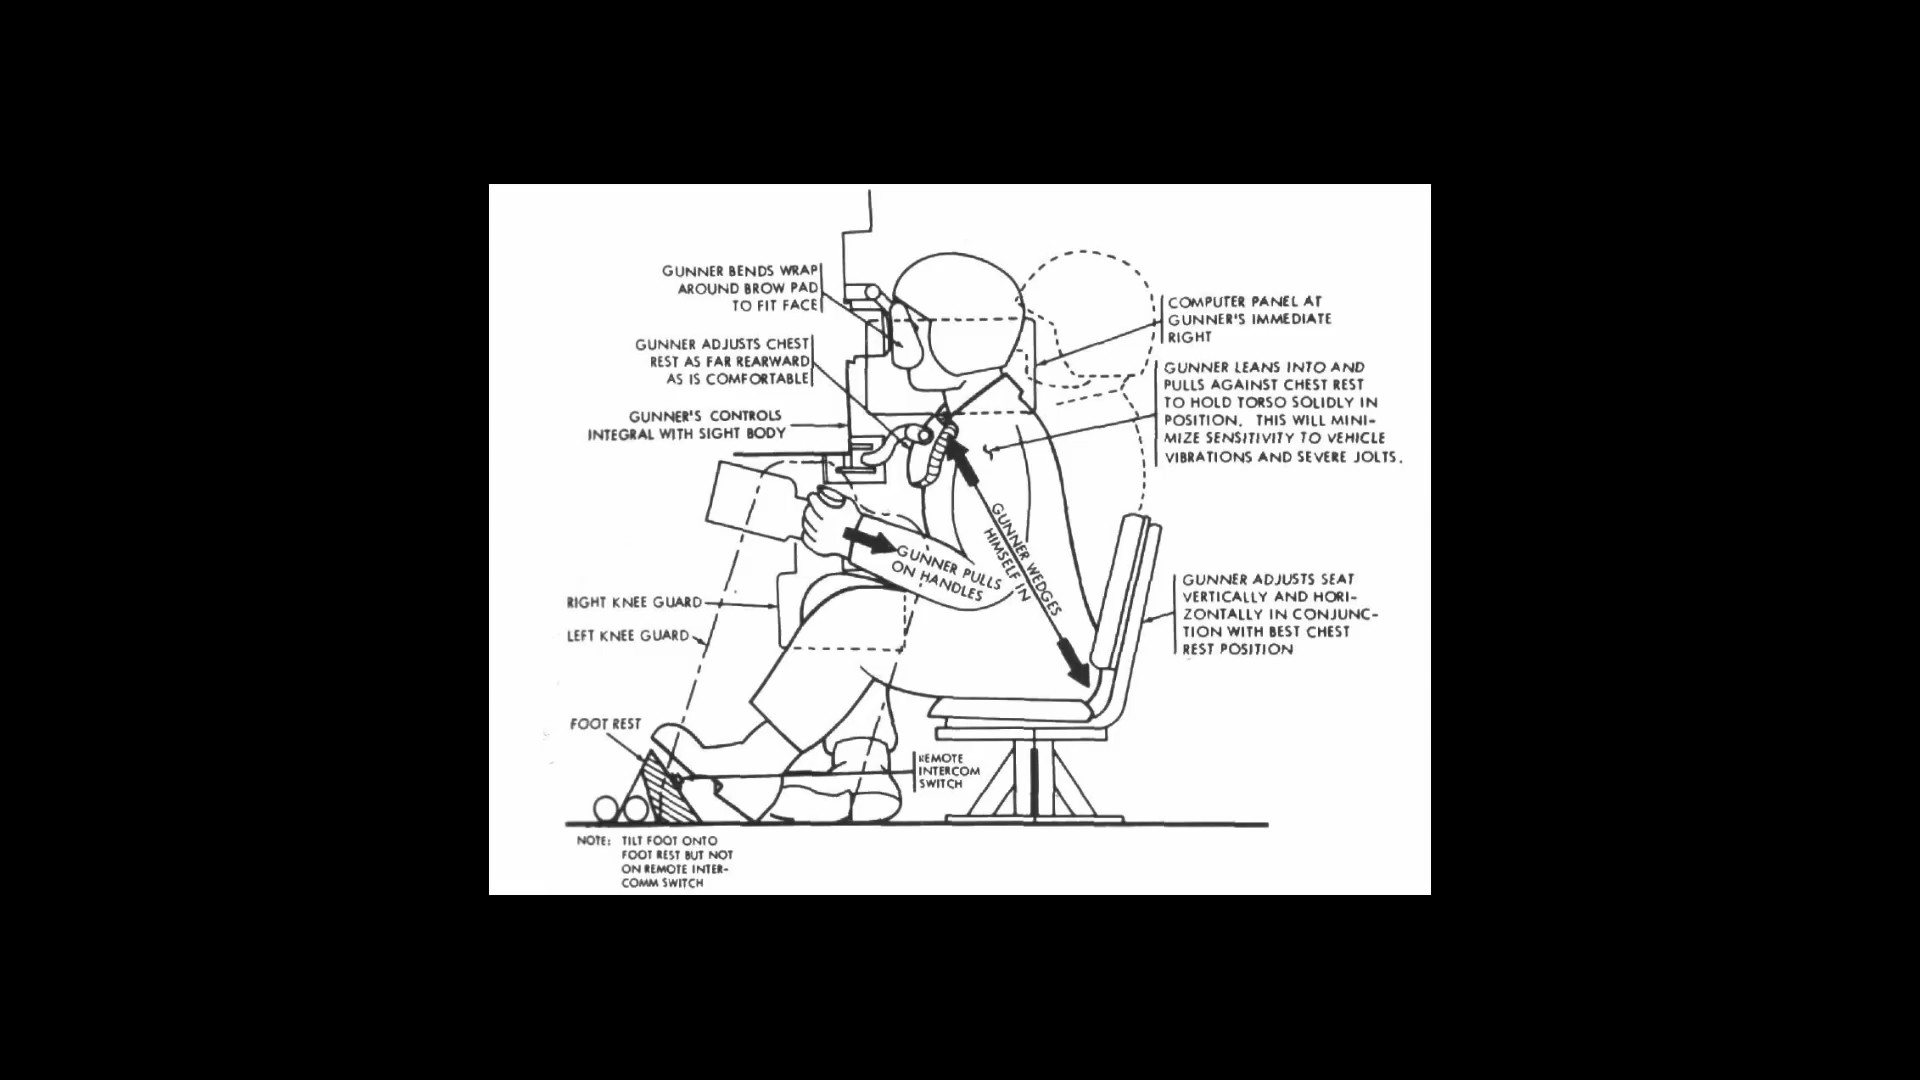 GUNNER BENDS WRAP
AROUND BROW PAD
TO FIT FACE
GUNNER ADJUSTS CHEST
REST AS FAR REARWARD
AS IS COMFORTABLE
GUNNER'S CONTROLS
INTEGRAL WITH SIGHT BODY
COMPUTER PANEL AT
GUNNER'S IMMEDIATE
RIGHT
GUNNER LEANS INTO AND
PULLS AGAINST CHEST REST
TO HOLD TORSO SOLIDLY IN
POSITION. THIS WILL MINI-
MIZE SENSITIVITY TO VEHICLE
VIBRATIONS AND SEVERE JOLTS.
GUNNER WEDGES
HIMSELF IN
GUNNER PULLS
ON HANDLES
RIGHT KNEE GUARD
LEFT KNEE GUARD
GUNNER ADJUSTS SEAT
VERTICALLY AND HORI-
ZONTALLY IN CONJUNC-
TION WITH BEST CHEST
REST POSITION
FOOT REST
REMOTE
INTERCOM
SWITCH
NOTE: TILT FOOT ONTO
FOOT REST BUT NOT
ON REMOTE INTER-
COMM SWITCH